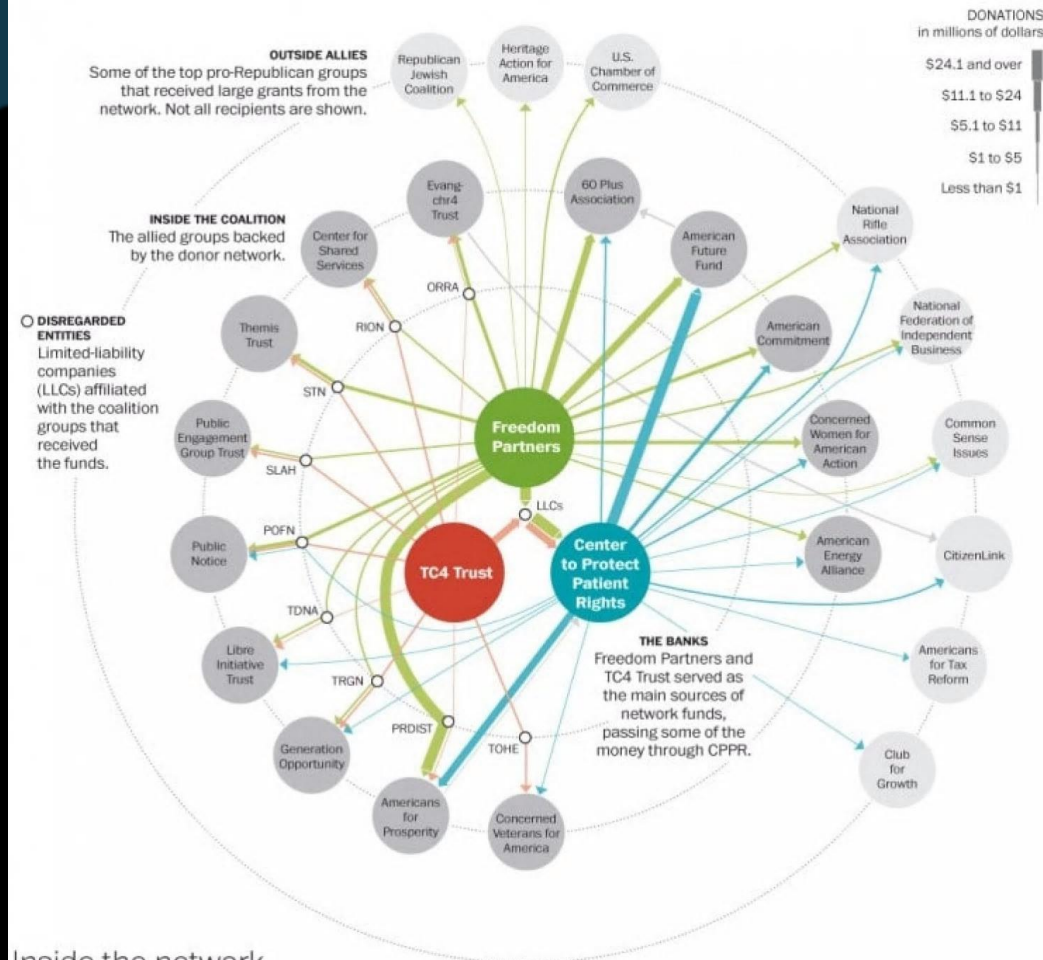 DONATIONS
in millions of dollars
$24.1 and over
$11.1 to $24
$5.1 to $11
$1 to $5
Less than $1
OUTSIDE ALLIES
Some of the top pro-Republican groups
that received large grants from the
network. Not all recipients are shown.
Republican
Jewish
Coalition
Heritage
Action for
America
U.S.
Chamber of
Commerce
INSIDE THE COALITION
The allied groups backed
by the donor network.
Evang-
chr4
Trust
60 Plus
Association
Center for
Shared
Services
American
Future
Fund
National
Rifle
Association
DISREGARDED
ENTITIES
Limited-liability
companies
(LLCs) affiliated
with the coalition
groups that
received
the funds.
ORRA
RION
Themis
Trust
American
Commitment
National
Federation of
Independent
Business
STN
Public
Engagement
Group Trust
SLAH
Freedom
Partners
Concerned
Women for
American
Action
Common
Sense
Issues
LLCs
POFN
Public
Notice
TC4 Trust
Center
to Protect
Patient
Rights
American
Energy
Alliance
CitizenLink
TDNA
Libre
Initiative
Trust
THE BANKS
Freedom Partners and
TC4 Trust served as
the main sources of
network funds,
passing some of the
money through CPPR.
Americans
for Tax
Reform
TRGN
Generation
Opportunity
PRDIST
TOHE
Club
for
Growth
Americans
for
Prosperity
Concerned
Veterans for
America
Inside the network